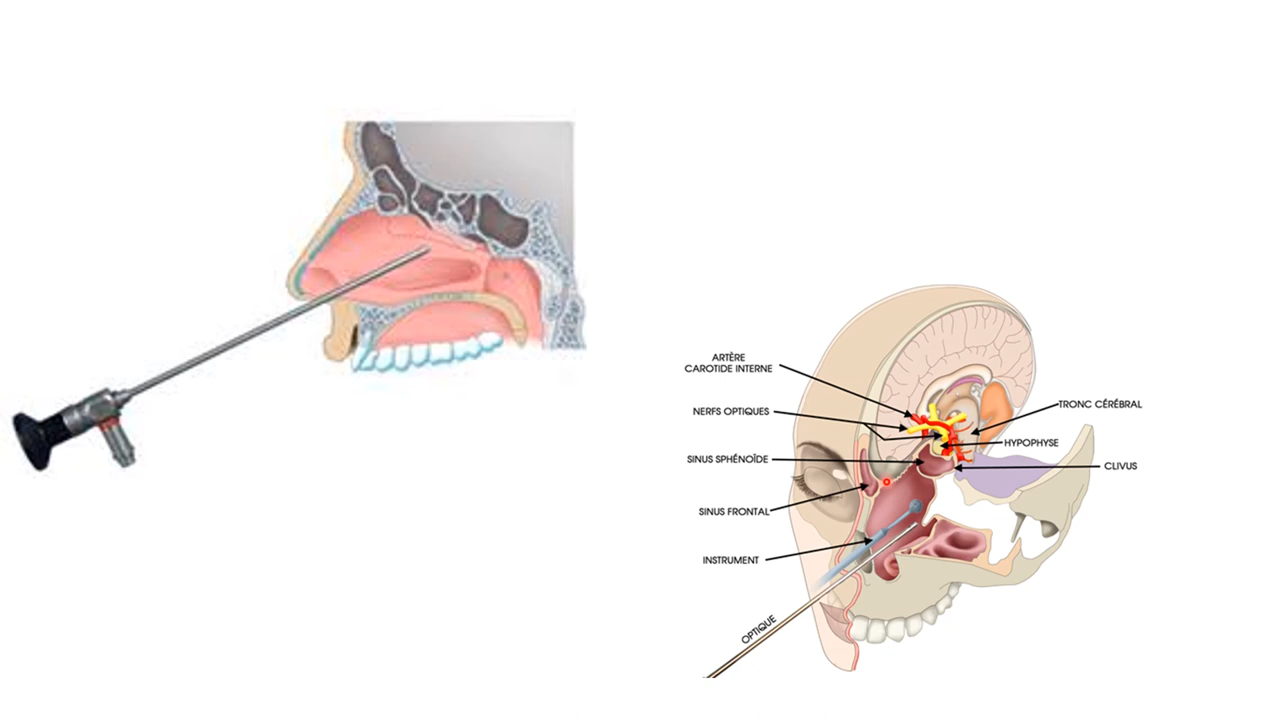 ARTÈRE
CAROTIDE INTERNE
NERFS OPTIQUES
TRONC CÉRÉBRAL
HYPOPHYSE
SINUS SPHÉNOÏDE
CLIVUS
SINUS FRONTAL
INSTRUMENT
OPTIQUE